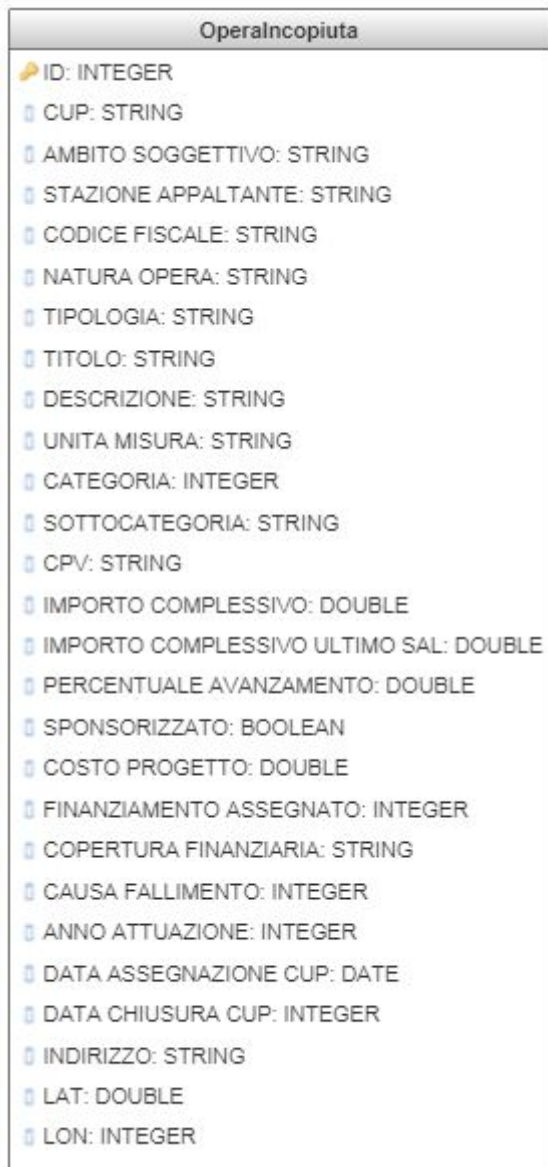 OperaIncopiuta
ID: INTEGER
CUP: STRING
AMBITO SOGGETTIVO: STRING
STAZIONE APPALTANTE: STRING
CODICE FISCALE: STRING
NATURA OPERA: STRING
TIPOLOGIA: STRING
TITOLO: STRING
DESCRIZIONE: STRING
UNITA MISURA: STRING
CATEGORIA: INTEGER
SOTTOCATEGORIA: STRING
CPV: STRING
IMPORTO COMPLESSIVO: DOUBLE
IMPORTO COMPLESSIVO ULTIMO SAL: DOUBLE
PERCENTUALE AVANZAMENTO: DOUBLE
SPONSORIZZATO: BOOLEAN
COSTO PROGETTO: DOUBLE
FINANZIAMENTO ASSEGNATO: INTEGER
COPERTURA FINANZIARIA: STRING
CAUSA FALLIMENTO: INTEGER
ANNO ATTUAZIONE: INTEGER
DATA ASSEGNAZIONE CUP: DATE
DATA CHIUSURA CUP: INTEGER
INDIRIZZO: STRING
LAT: DOUBLE
LON: INTEGER